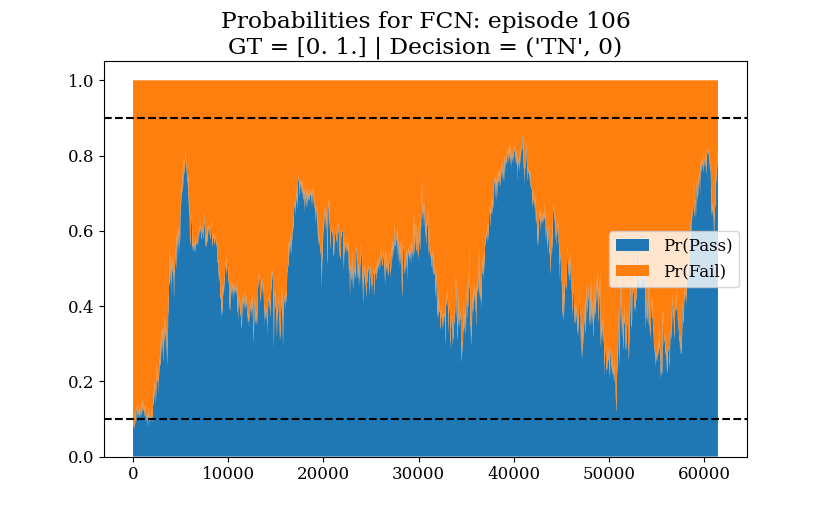 Probabilities for FCN: episode 106
GT = [0. 1.] | Decision = ('TN', 0)
1.0
0.8
0.6
0.4
0.2
0.0
Pr(Pass)
Pr(Fail)
0 10000 20000 30000 40000 50000 60000